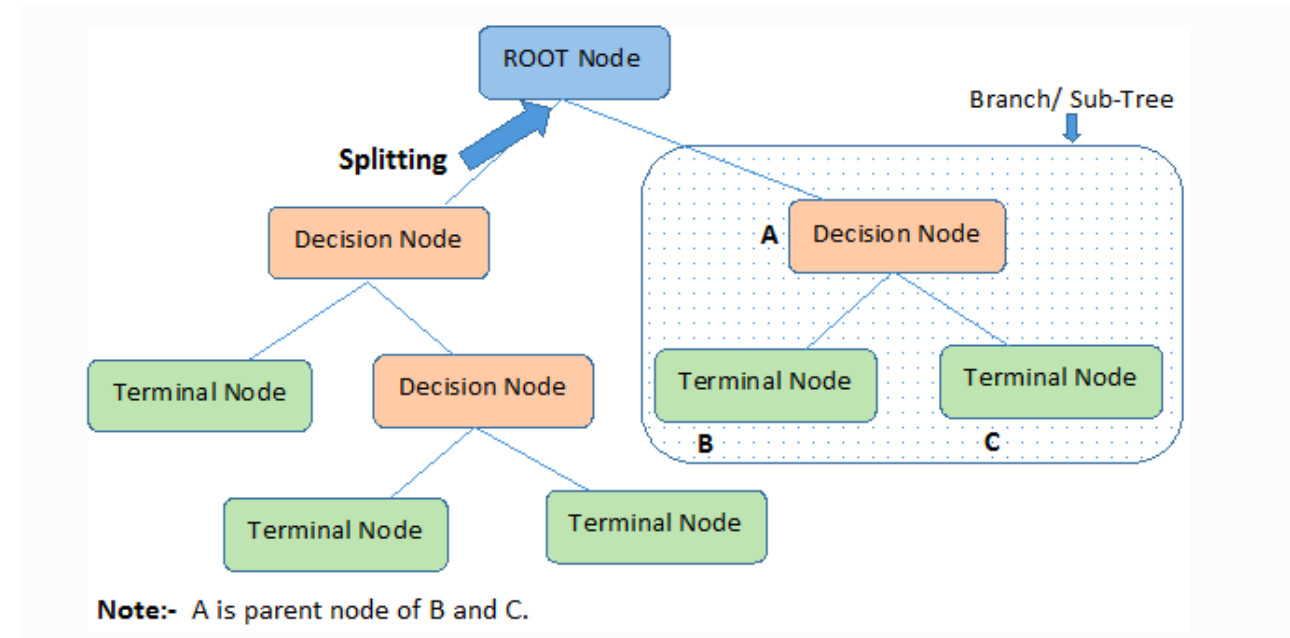 ROOT Node
Branch/ Sub-Tree
Splitting
Decision Node
A
Decision Node
Terminal Node
Decision Node
Terminal Node
Terminal Node
B
C
Terminal Node
Terminal Node
Note:- A is parent node of B and C.